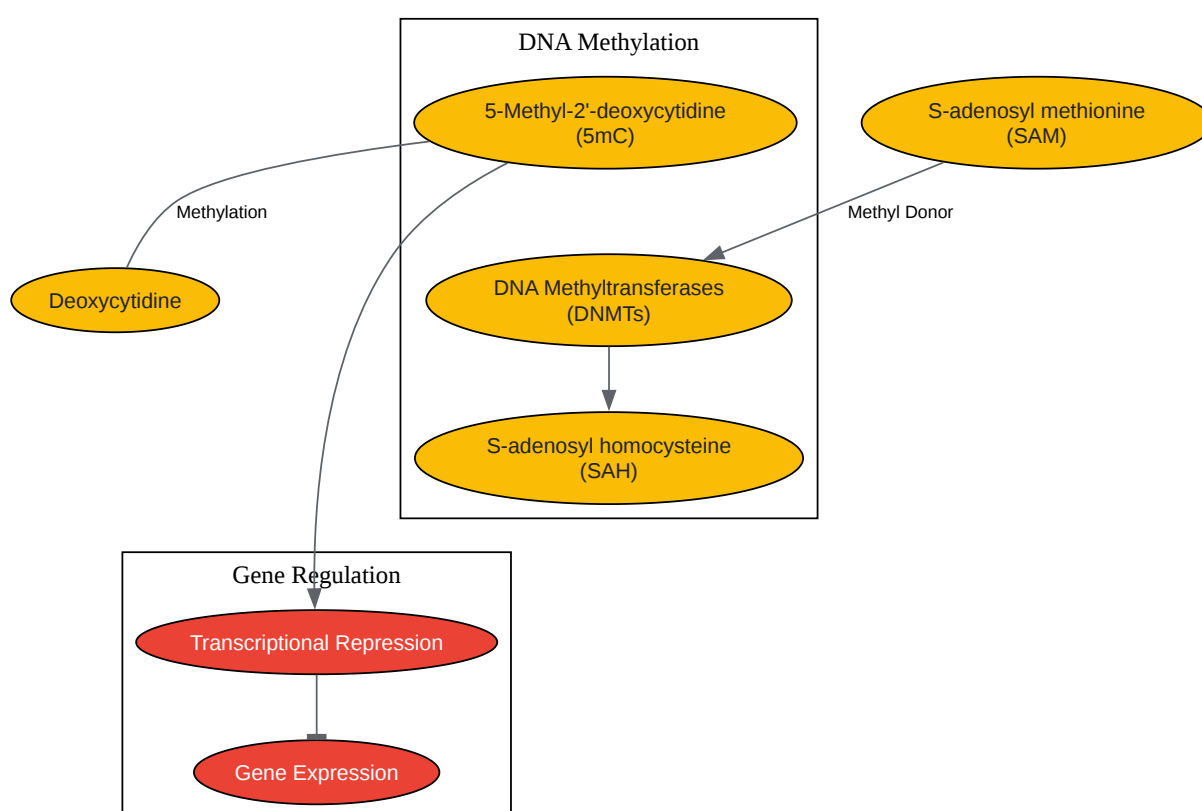 DNA Methylation
5-Methyl-2'-deoxycytidine
(5mC)
S-adenosyl methionine
(SAM)
Methylation
Methyl Donor
Deoxycytidine
DNA Methyltransferases
(DNMTs)
S-adenosyl homocysteine
(SAH)
Gene Regulation
Transcriptional Repression
Gene Expression